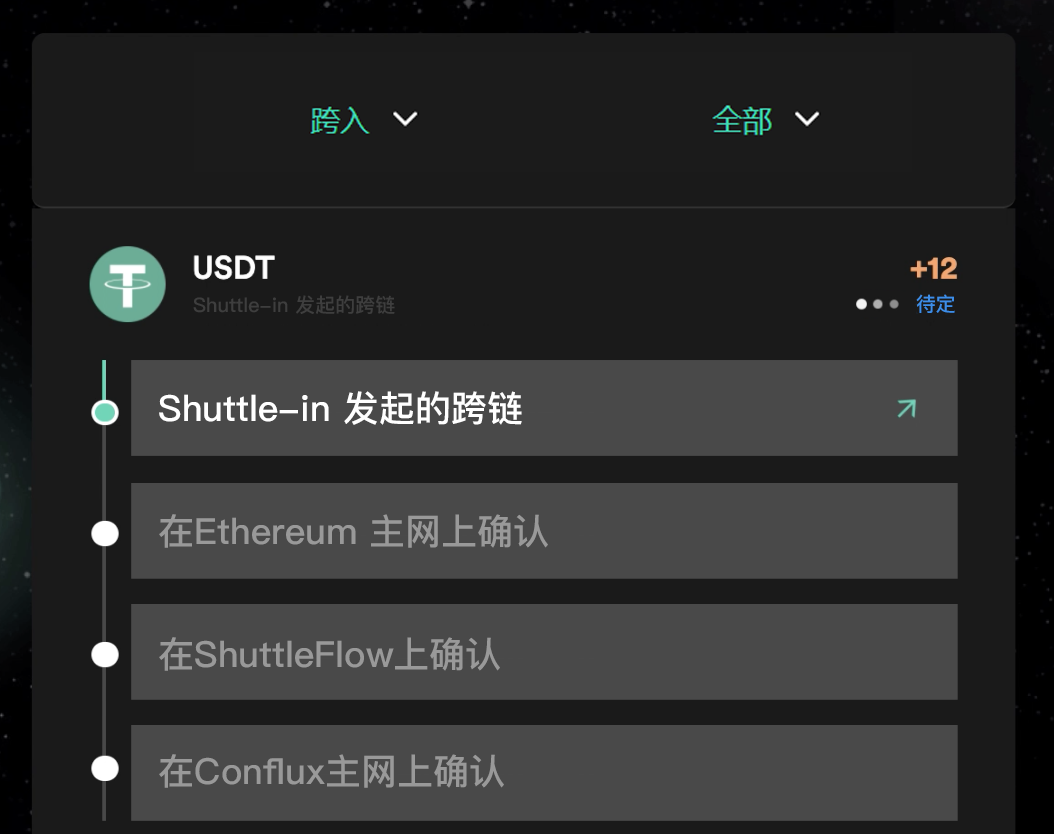 跨入 全部
USDT +12
Shuttle-in 发起的跨链 待定
Shuttle-in 发起的跨链
在Ethereum 主网上确认
在ShuttleFlow上确认
在Conflux主网上确认